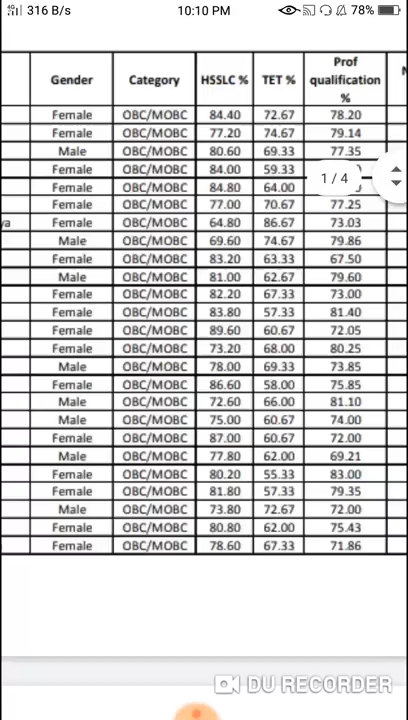 316 B/s 10:10 PM 78%
Gender Category HSSLC % TET % Prof qualification %
Female OBC/MOBC 84.40 72.67 78.20
Female OBC/MOBC 77.20 74.67 79.14
Male OBC/MOBC 80.60 69.33 77.35
Female OBC/MOBC 84.00 59.33
1 / 4
Female OBC/MOBC 84.80 64.00
Female OBC/MOBC 77.00 70.67 77.25
ya Female OBC/MOBC 64.80 86.67 73.03
Male OBC/MOBC 69.60 74.67 79.86
Female OBC/MOBC 83.20 63.33 67.50
Male OBC/MOBC 81.00 62.67 79.60
Female OBC/MOBC 82.20 67.33 73.00
Female OBC/MOBC 83.80 57.33 81.40
Female OBC/MOBC 89.60 60.67 72.05
Female OBC/MOBC 73.20 68.00 80.25
Male OBC/MOBC 78.00 69.33 73.85
Female OBC/MOBC 86.60 58.00 75.85
Male OBC/MOBC 72.60 66.00 81.10
Male OBC/MOBC 75.00 60.67 74.00
Female OBC/MOBC 87.00 60.67 72.00
Male OBC/MOBC 77.80 62.00 69.21
Female OBC/MOBC 80.20 55.33 83.00
Female OBC/MOBC 81.80 57.33 79.35
Male OBC/MOBC 73.80 72.67 72.00
Female OBC/MOBC 80.80 62.00 75.43
Female OBC/MOBC 78.60 67.33 71.86
DU RECORDER